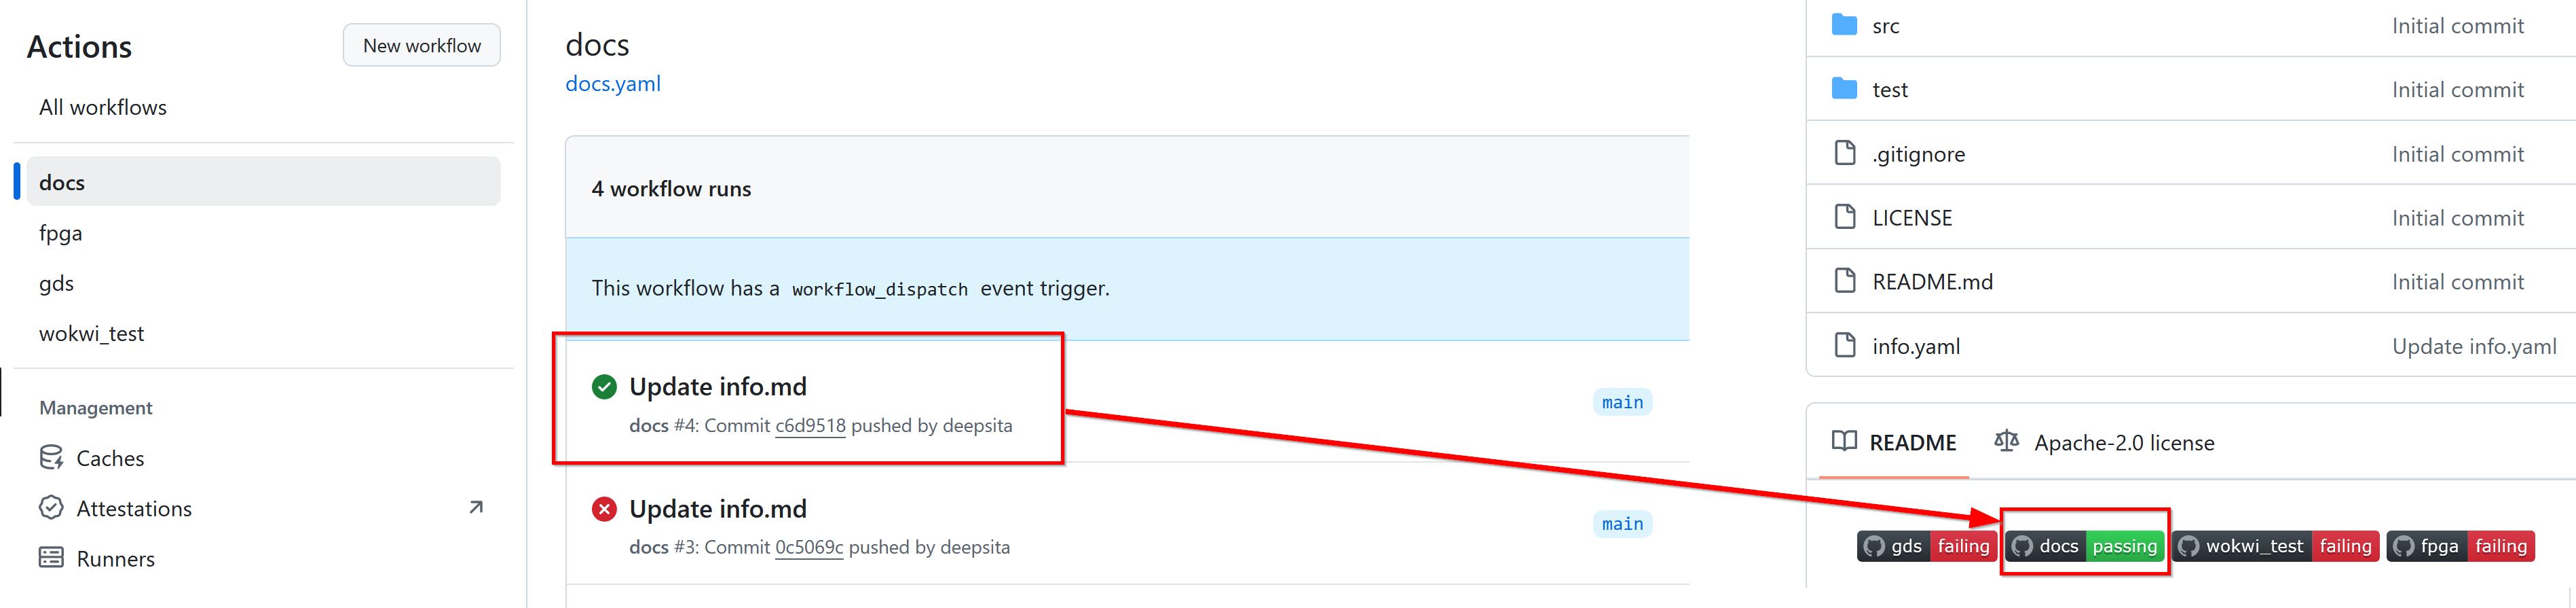 Actions
New workflow
All workflows
docs
fpga
gds
wokwi_test
Management
Caches
Attestations
Runners
docs
docs.yaml
4 workflow runs
This workflow has a workflow_dispatch event trigger.
Update info.md
docs #4: Commit c6d9518 pushed by deepsita
main
Update info.md
docs #3: Commit 0c5069c pushed by deepsita
main
src Initial commit
test Initial commit
.gitignore Initial commit
LICENSE Initial commit
README.md Initial commit
info.yaml Update info.yaml
README Apache-2.0 license
gds failing docs passing wokwi_test failing fpga failing